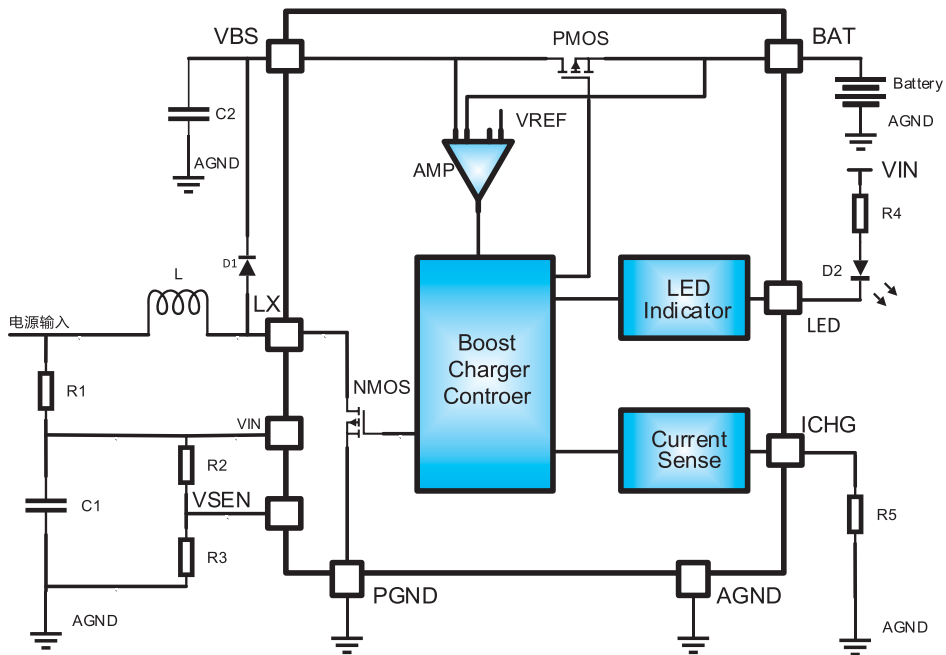 VBS
PMOS
BAT
C2
Battery
AGND
VREF
AMP
AGND
VIN
R4
D1
L
LX
D2
LED
Indicator
LED
电源输入
Boost
Charger
Controer
R1
NMOS
VIN
ICHG
Current
Sense
R2
VSEN
C1
R3
R5
PGND
AGND
AGND
AGND